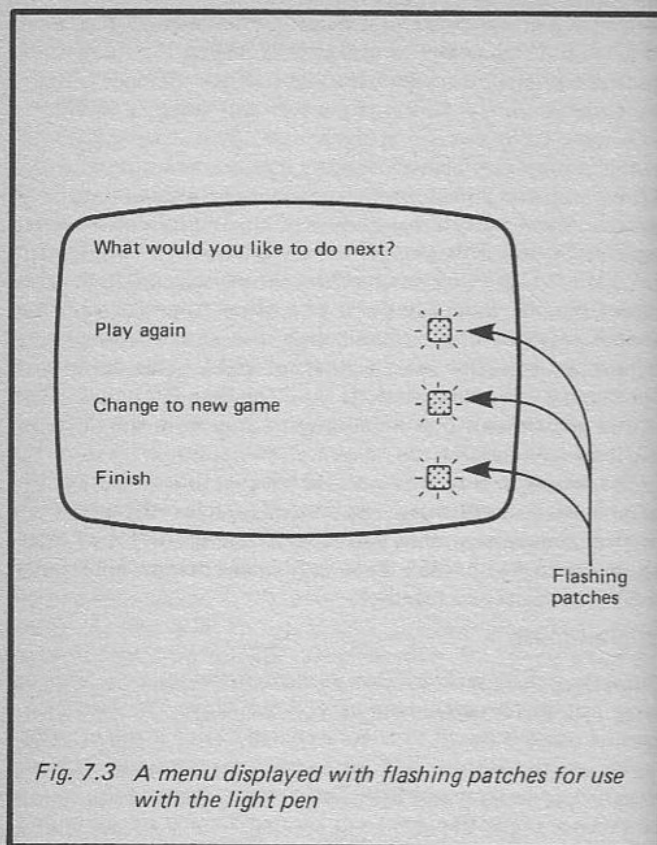 What would you like to do next?
Play again
Change to new game
Finish
Flashing
patches
Fig. 7.3 A menu displayed with flashing patches for use
with the light pen